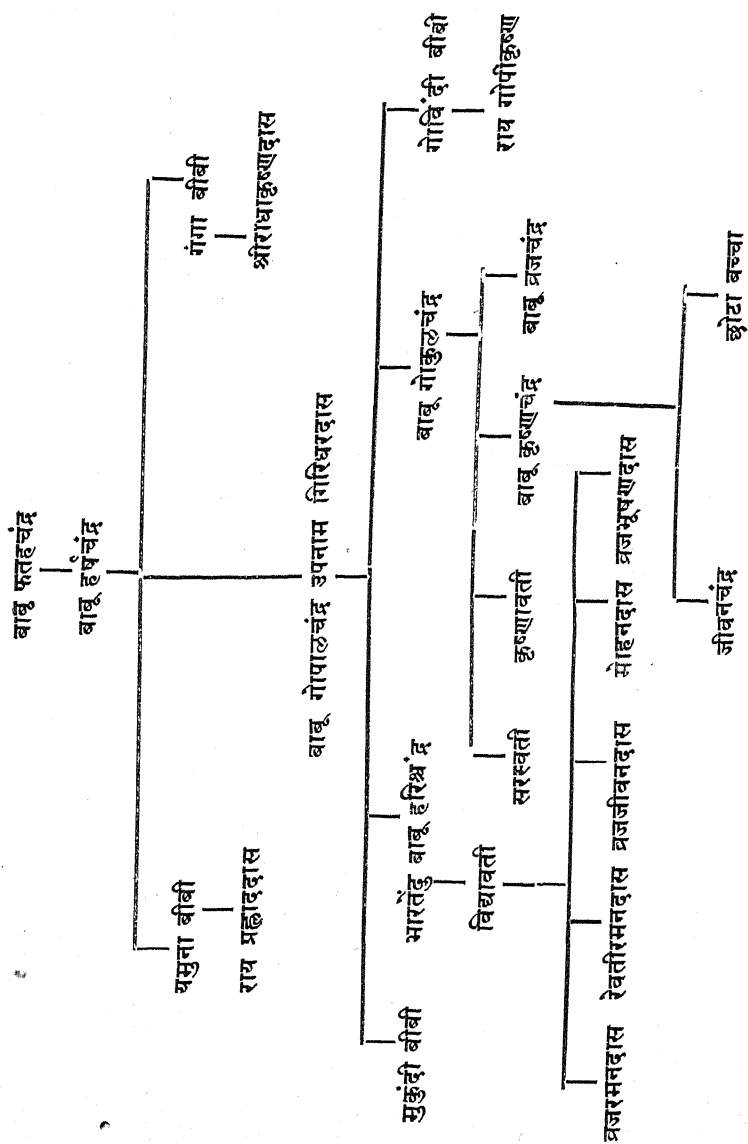 बाबू फतहचंद्र
बाबू हर्षचंद्र
यमुना बीबी
गंगा बीबी
राय प्रह्लाददास
श्रीराधाकृष्णदास
बाबू गोपालचंद्र उपनाम गिरिधरदास
मुकुंदी बीबी
भारतेंदु बाबू हरिश्चंद्र
बाबू गोकुलचंद्र
गोविंदी बीबी
राय गोपीकृष्ण
विद्यावती
सरस्वती
कृष्णावती
बाबू कृष्णचंद्र
बाबू व्रजचंद्र
व्रजरमनदास
रेवतीरमनदास
व्रजजीवनदास
मोहनदास
व्रजभूषणदास
जीवनचंद्र
छोटा बच्चा